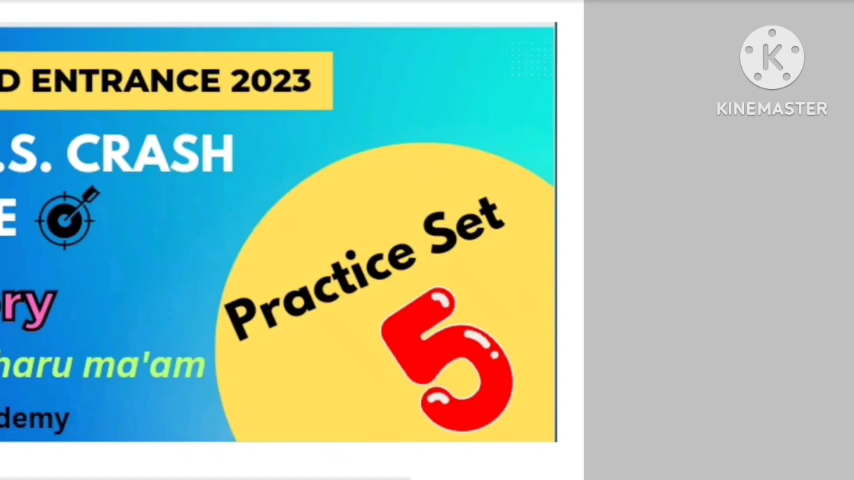 D ENTRANCE 2023
.S. CRASH
E
Practice Set
5
ry
haru ma'am
demy
K
KINEMASTER